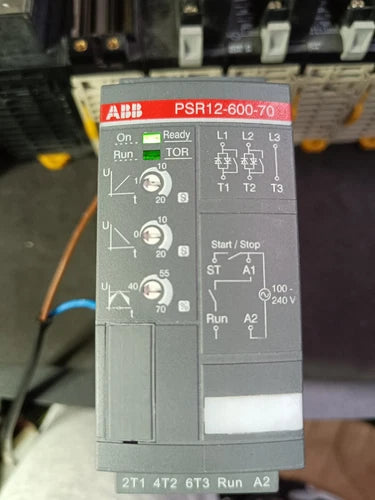 ABB PSR12-600-70
On Ready
Run TOR
U 10
1
t 20 s
U 10
0
t 20 s
U 40 55
t 70 %
L1 L2 L3
T1 T2 T3
Start / Stop
ST A1
100 -
240 V
Run A2
2T1 4T2 6T3 Run A2